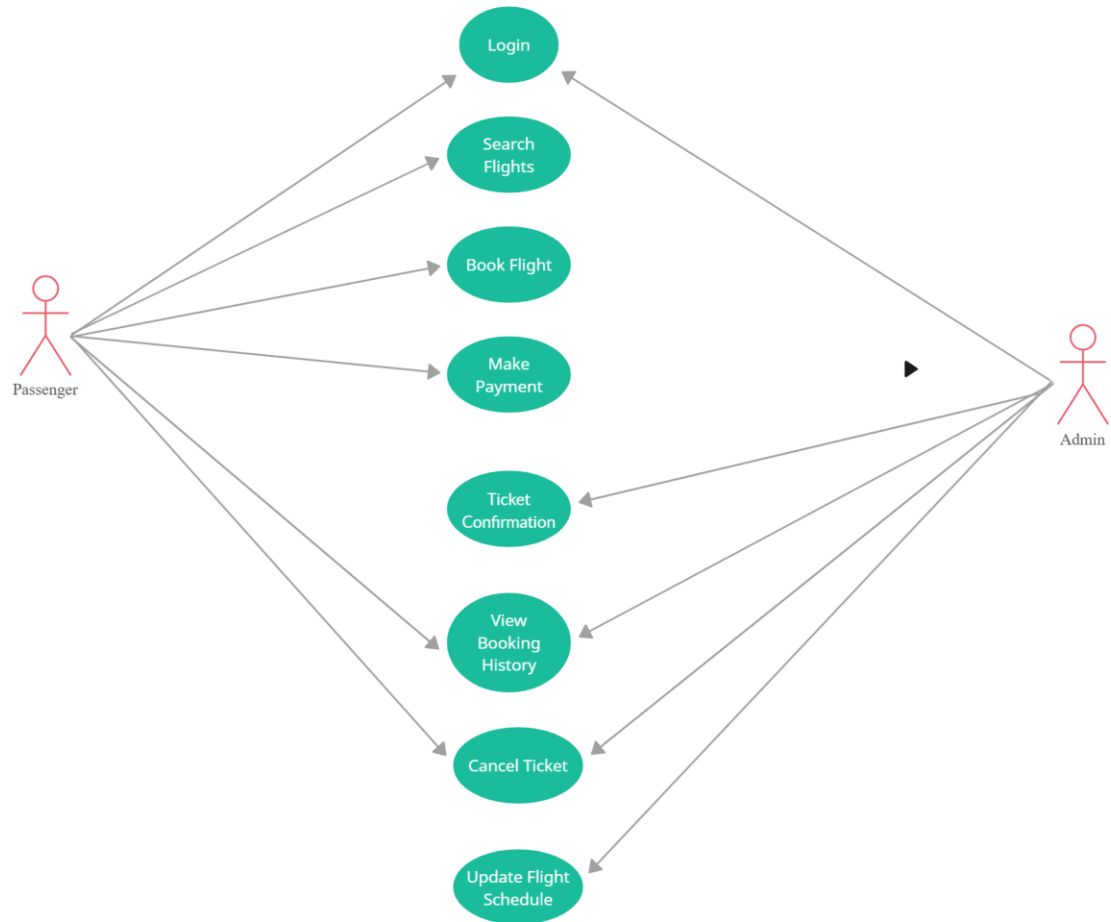 Login
Search
Flights
Book Flight
Make
Payment
Passenger
Admin
Ticket
Confirmation
View
Booking
History
Cancel Ticket
Update Flight
Schedule